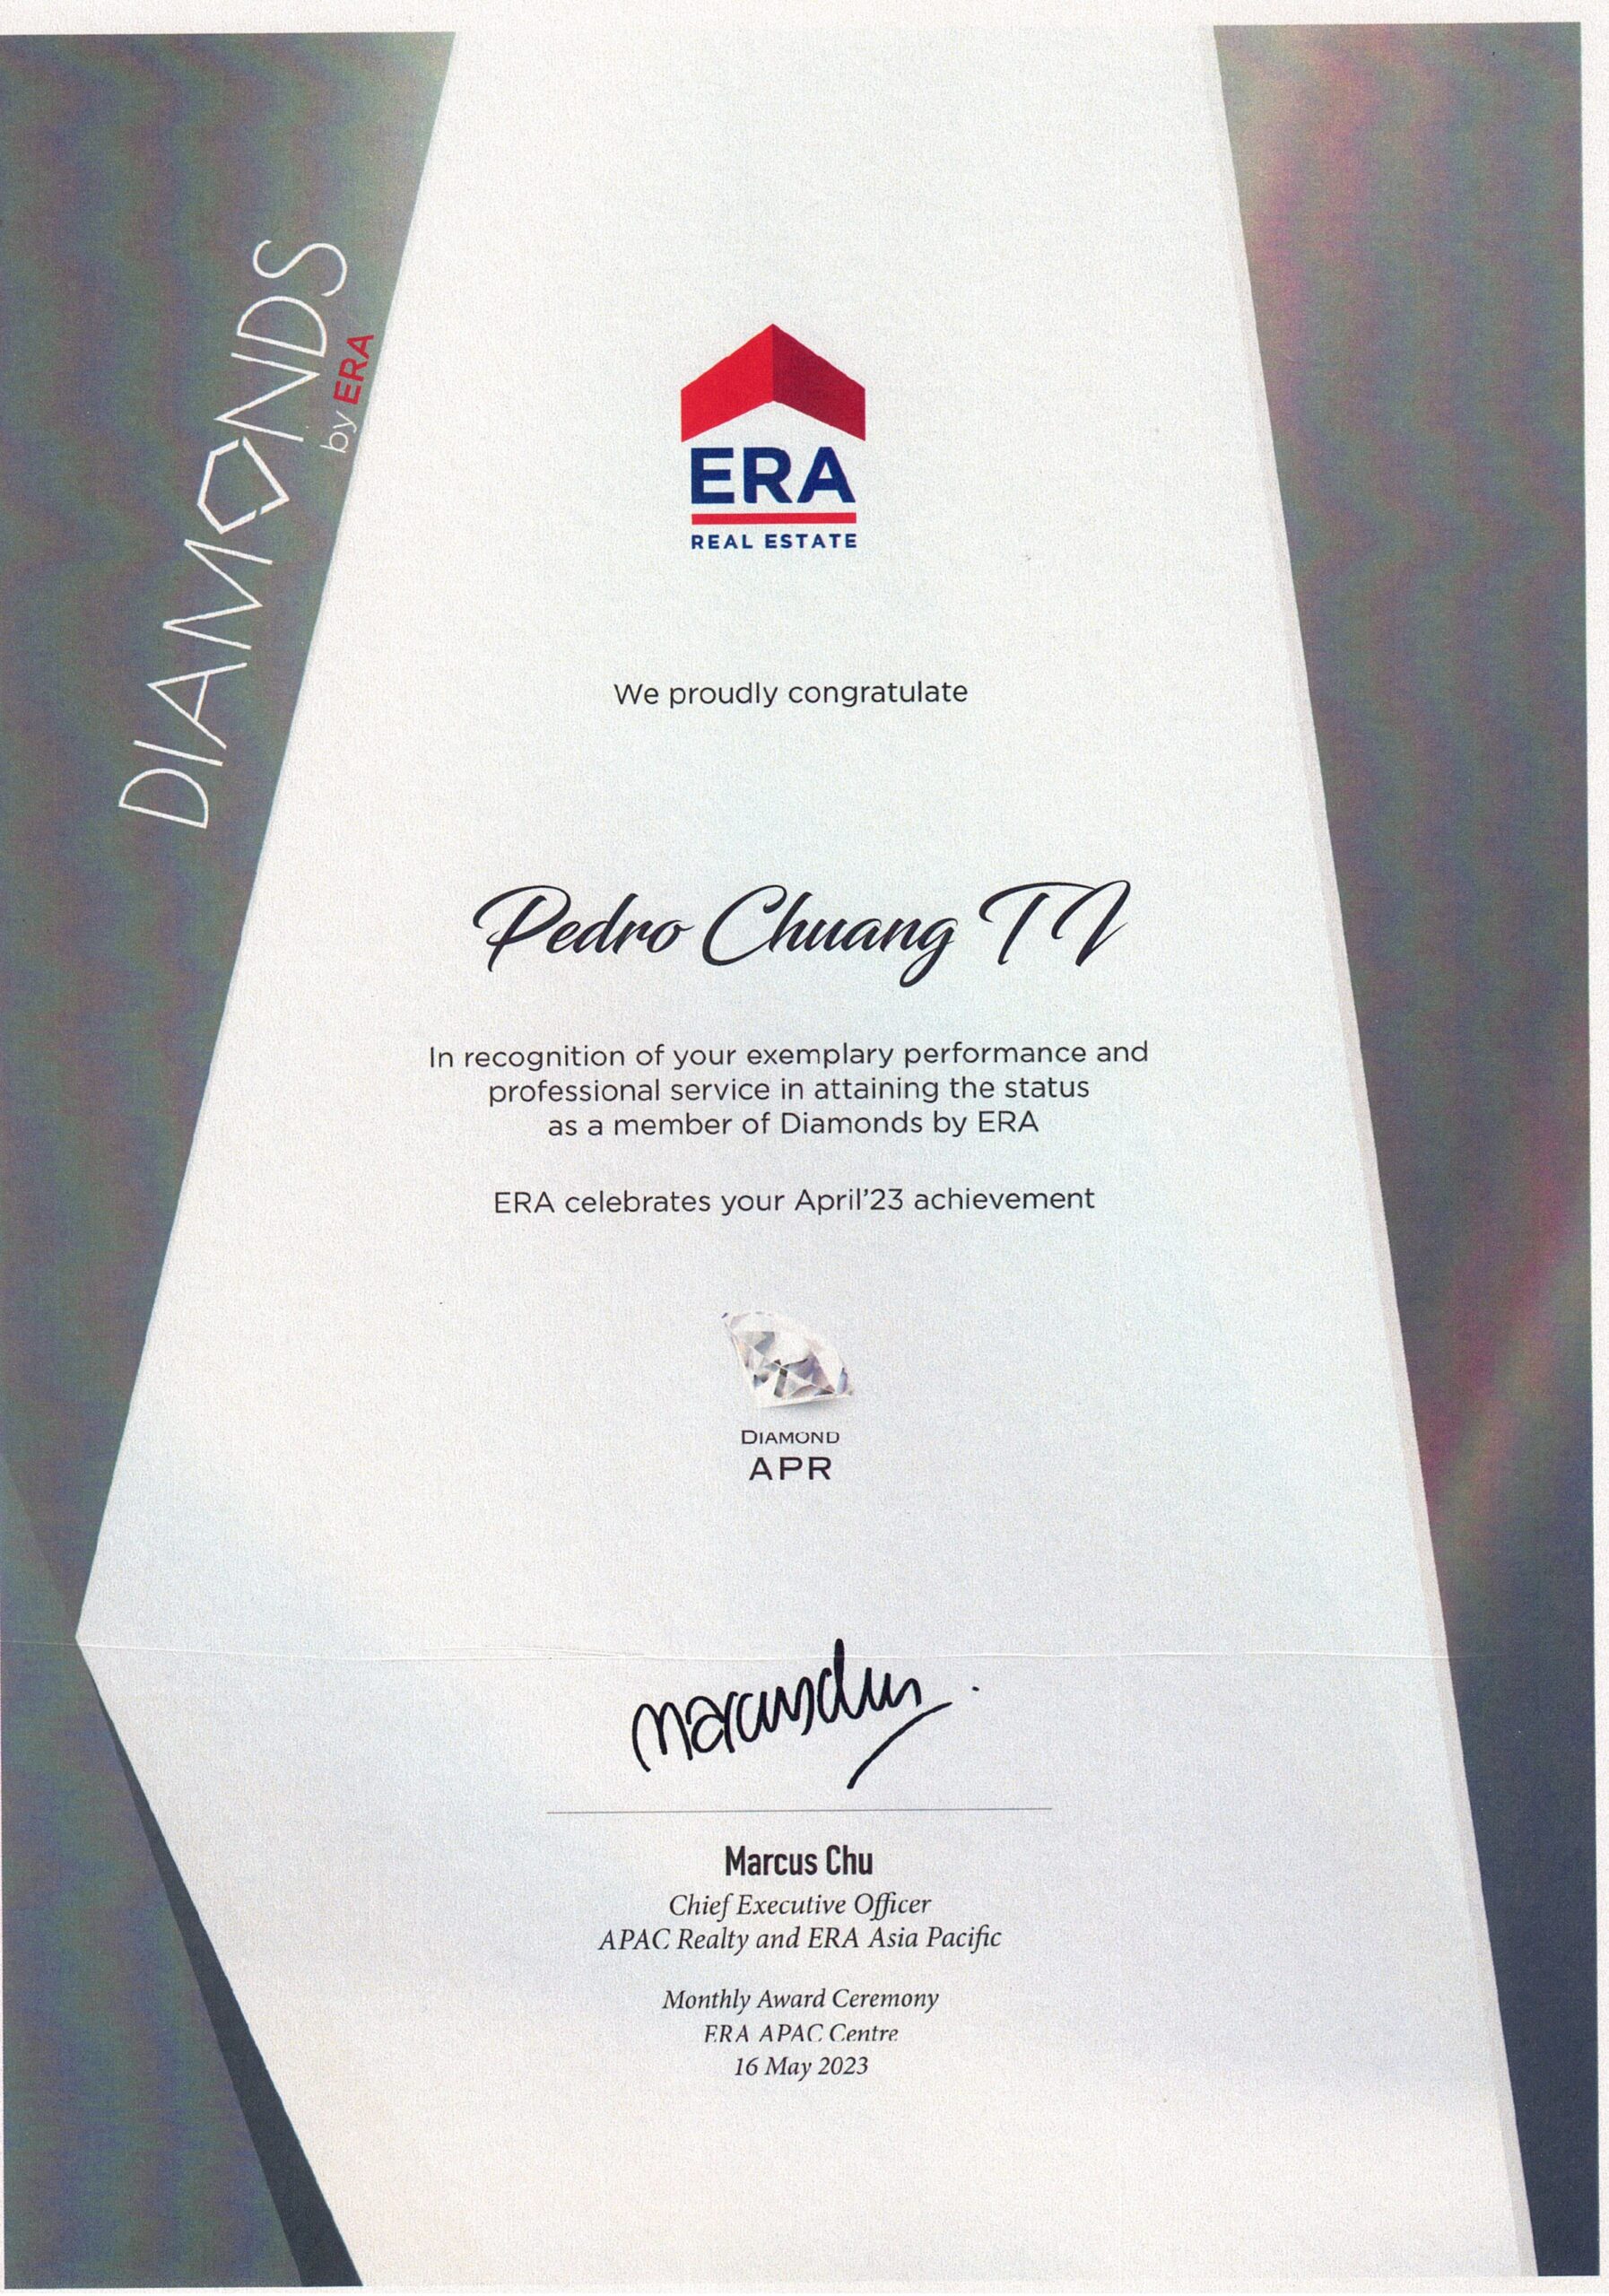 DIAMONDS
by ERA
ERA
REAL ESTATE
We proudly congratulate
Pedro Chuang TI
In recognition of your exemplary performance and
professional service in attaining the status
as a member of Diamonds by ERA
ERA celebrates your April'23 achievement
DIAMOND
APR
Marcus Chu
Marcus Chu
Chief Executive Officer
APAC Realty and ERA Asia Pacific
Monthly Award Ceremony
ERA APAC Centre
16 May 2023